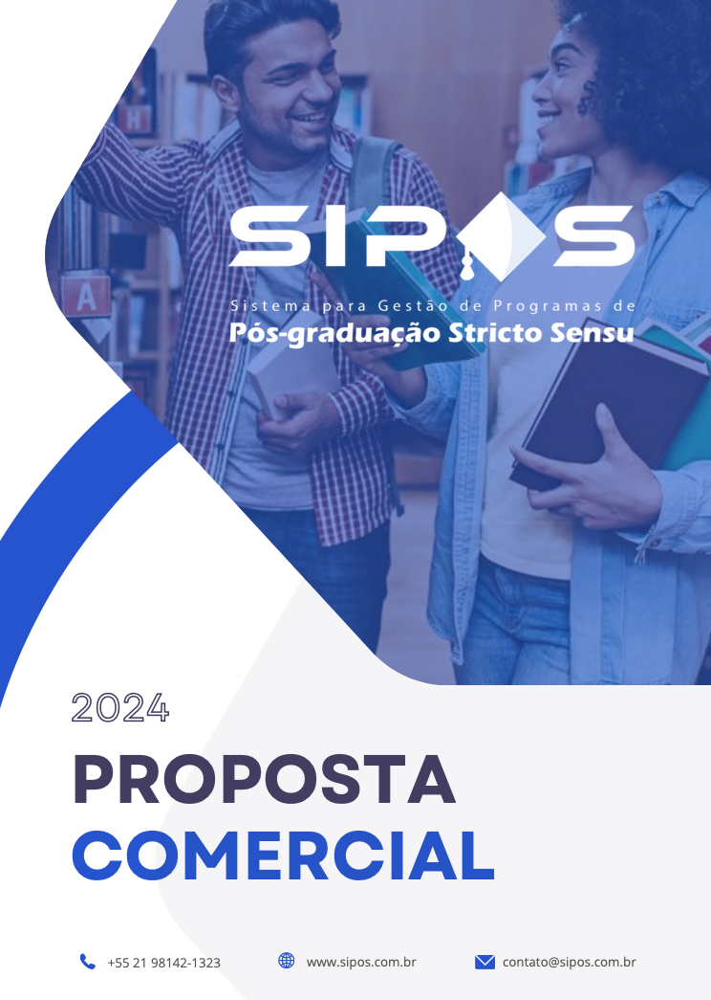 H
A
SIPOS
Sistema para Gestão de Programas de
Pós-graduação Stricto Sensu
2024
PROPOSTA
COMERCIAL
+55 21 98142-1323
www.sipos.com.br
contato@sipos.com.br